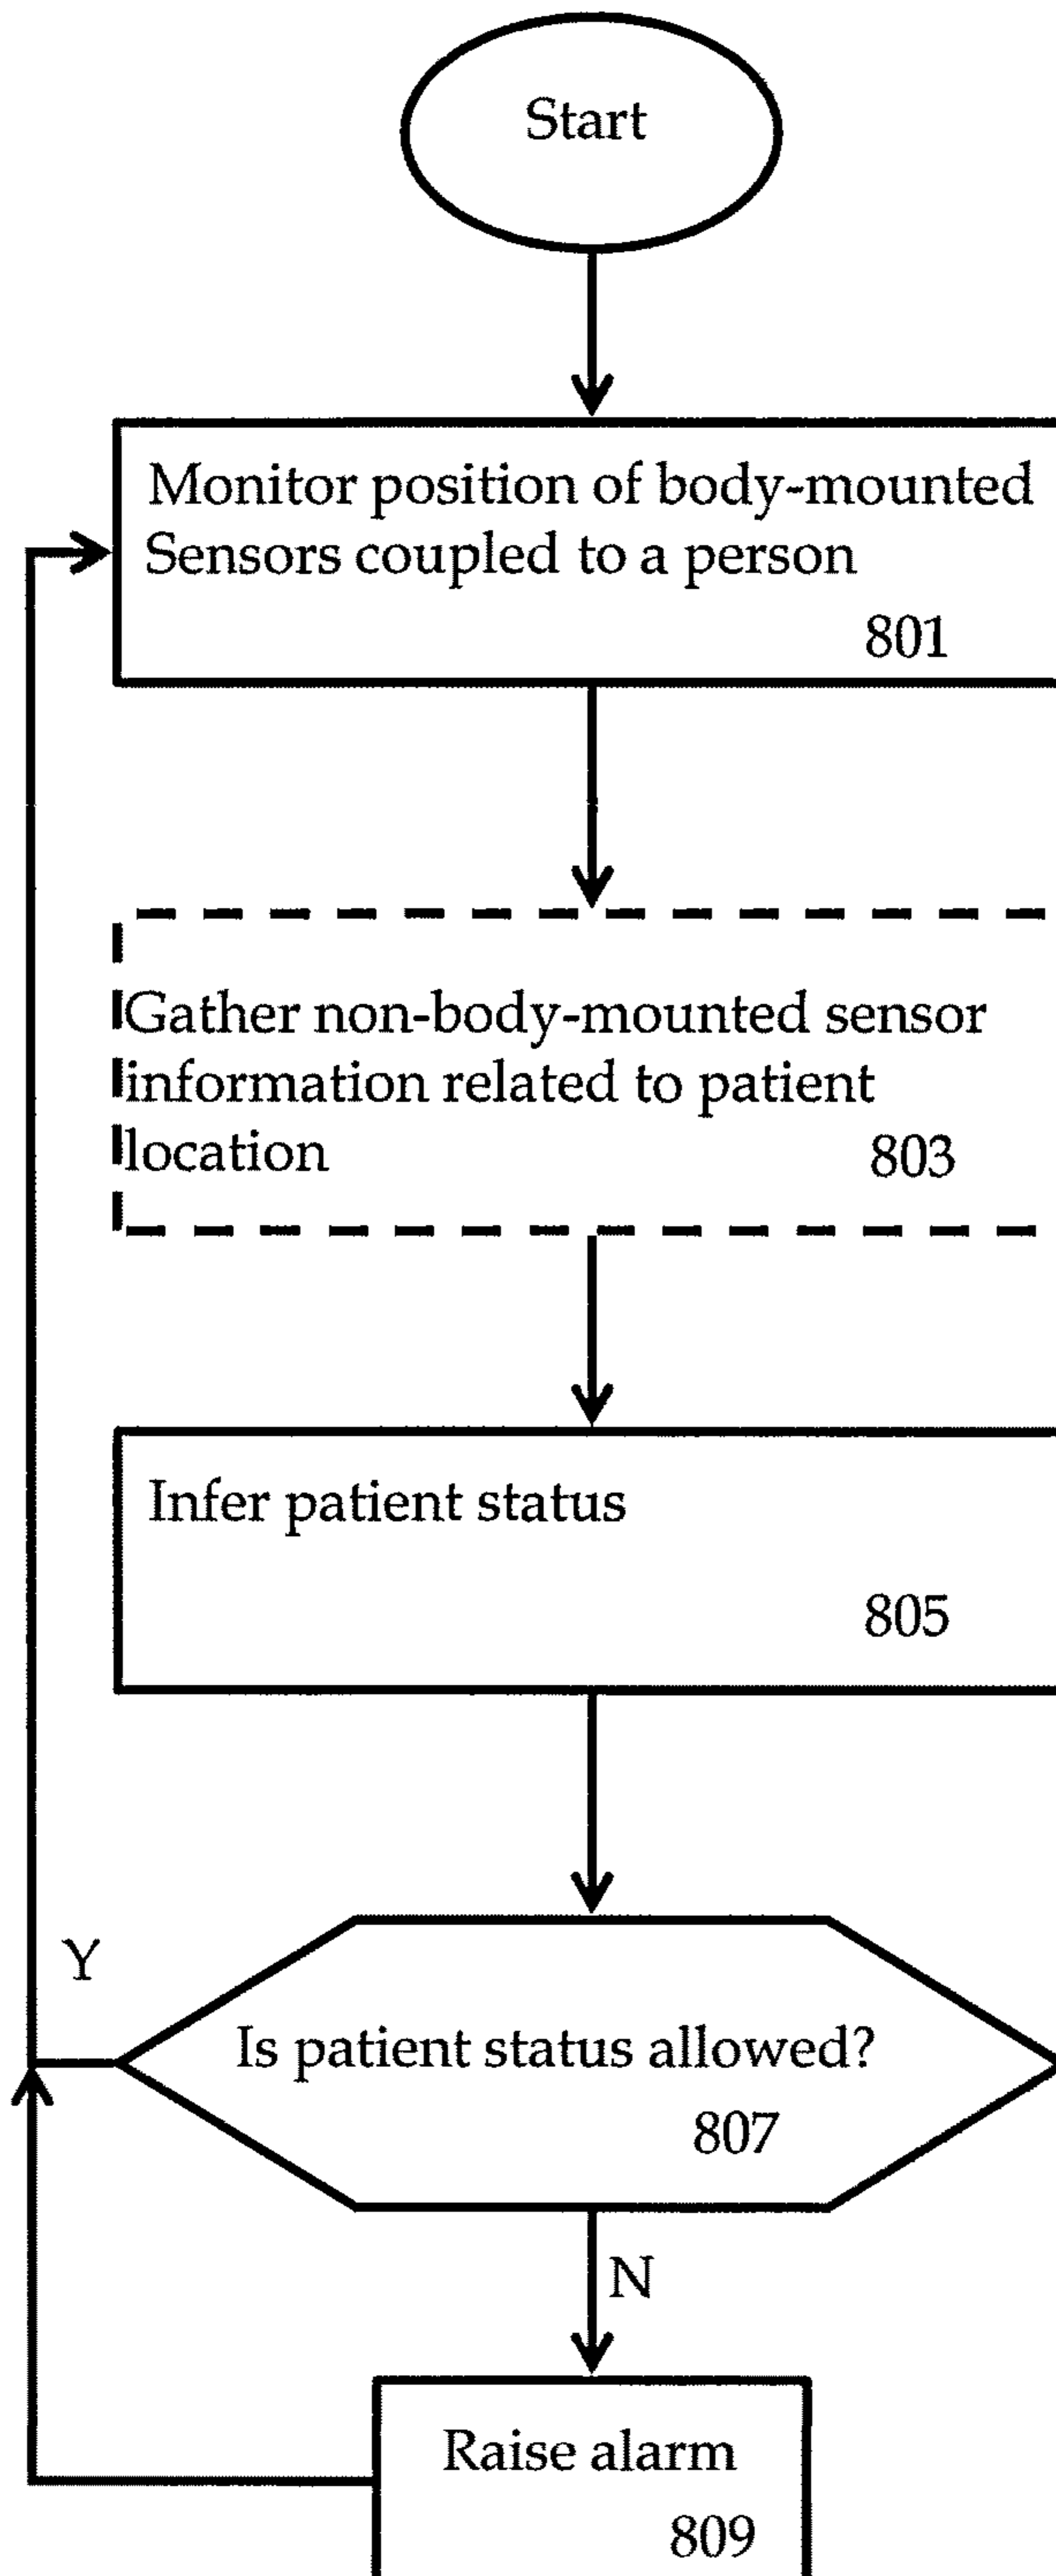 Start
Monitor position of body-mounted
Sensors coupled to a person
801
Gather non-body-mounted sensor
information related to patient
location 803
Infer patient status
805
Y
Is patient status allowed?
807
N
Raise alarm
809